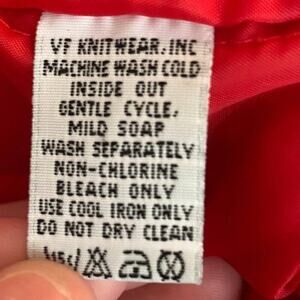 VF KNITWEAR, INC
MACHINE WASH COLD
INSIDE OUT
GENTLE CYCLE,
MILD SOAP
WASH SEPARATELY
NON-CHLORINE
BLEACH ONLY
USE COOL IRON ONLY
DO NOT DRY CLEAN